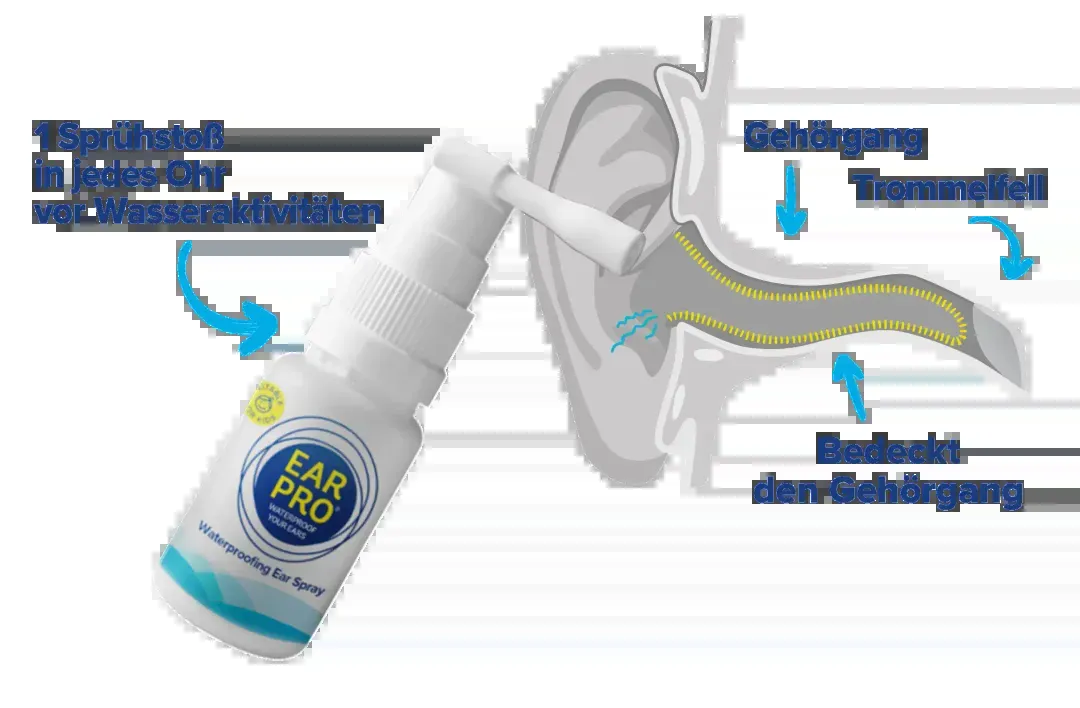 1 Sprühstoß
in jedes Ohr
vor Wasseraktivitäten
Gehörgang
Trommelfell
Bedeckt
den Gehörgang
EAR
PRO®
WATERPROOF
YOUR EARS
Waterproofing Ear Spray